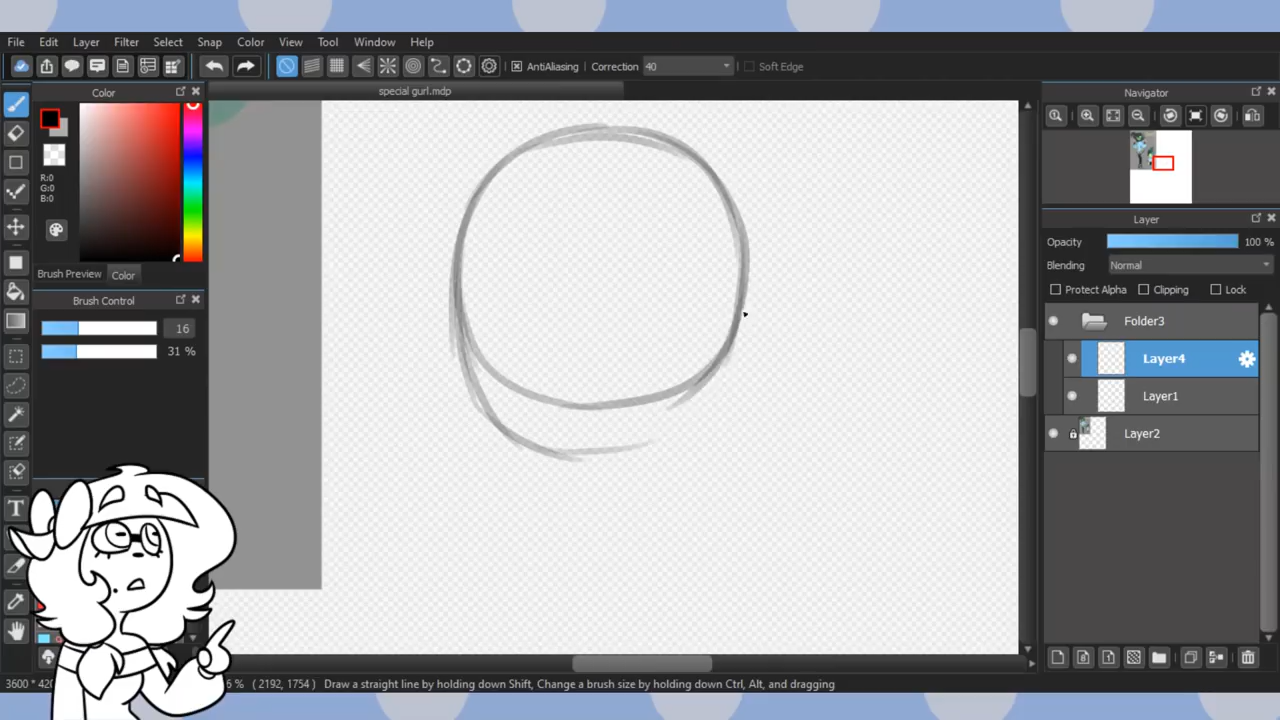 File Edit Layer Filter Select Snap Color View Tool Window Help
AntiAliasing Correction 40 Soft Edge
Color
special gurl.mdp
Navigator
R:0
G:0
B:0
Brush Preview Color
Brush Control
16
31 %
Layer
Opacity 100 %
Blending Normal
Protect Alpha Clipping Lock
Folder3
Layer4
Layer1
Layer2
T
3600 * 420
6 % ( 2192, 1754 ) Draw a straight line by holding down Shift, Change a brush size by holding down Ctrl, Alt, and dragging